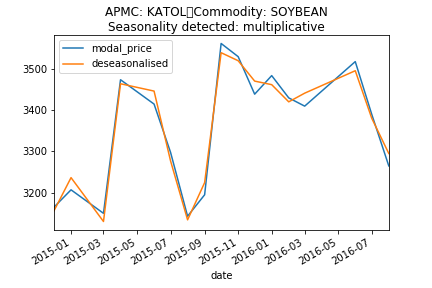 APMC: KATOL▯Commodity: SOYBEAN
Seasonality detected: multiplicative
modal_price
deseasonalised
3500
3400
3300
3200
2015-01
2015-03
2015-05
2015-07
2015-09
2015-11
2016-01
2016-03
2016-05
2016-07
date